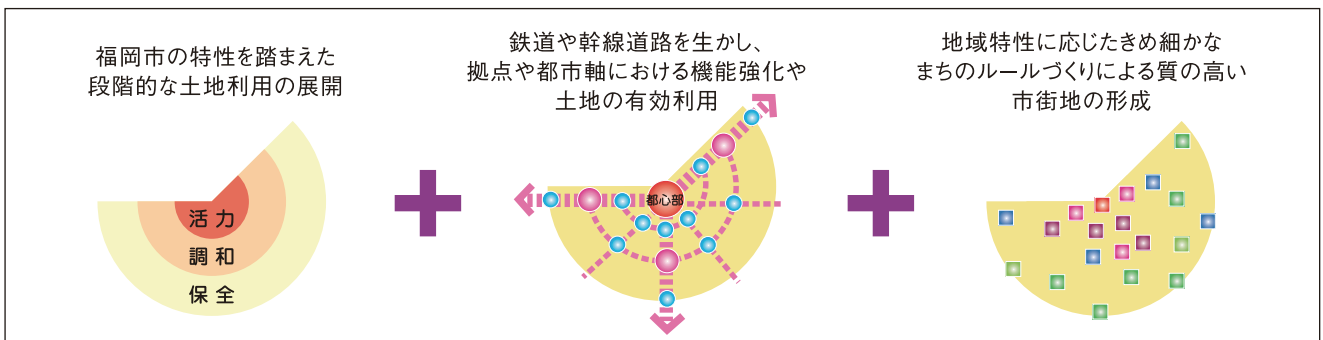 福岡市の特性を踏まえた
段階的な土地利用の展開
活力
調和
保全
鉄道や幹線道路を生かし、
拠点や都市軸における機能強化や
土地の有効利用
都心部
地域特性に応じたきめ細かな
まちのルールづくりによる質の高い
市街地の形成